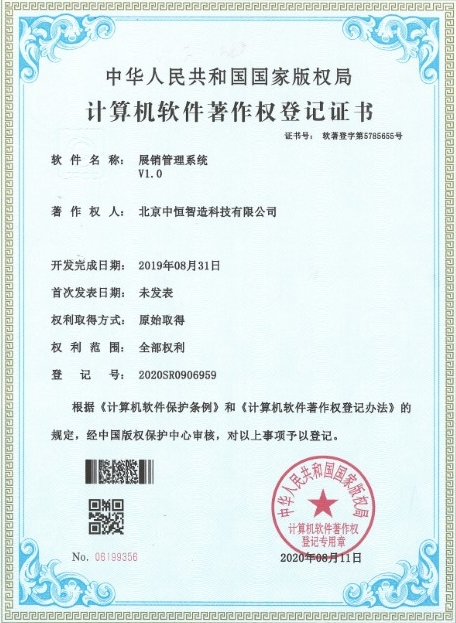 中华人民共和国国家版权局
计算机软件著作权登记证书
证书号: 软著登字第5785655号
软件名称: 展销管理系统
V1.0
著作权人: 北京中恒智造科技有限公司
开发完成日期: 2019年08月31日
首次发表日期: 未发表
权利取得方式: 原始取得
权利范围: 全部权利
登记号: 2020SR0906959
根据《计算机软件保护条例》和《计算机软件著作权登记办法》的
规定,经中国版权保护中心审核,对以上事项予以登记。
中华人民共和国国家版权局
计算机软件著作权
登记专用章
No. 06199356
2020年08月11日